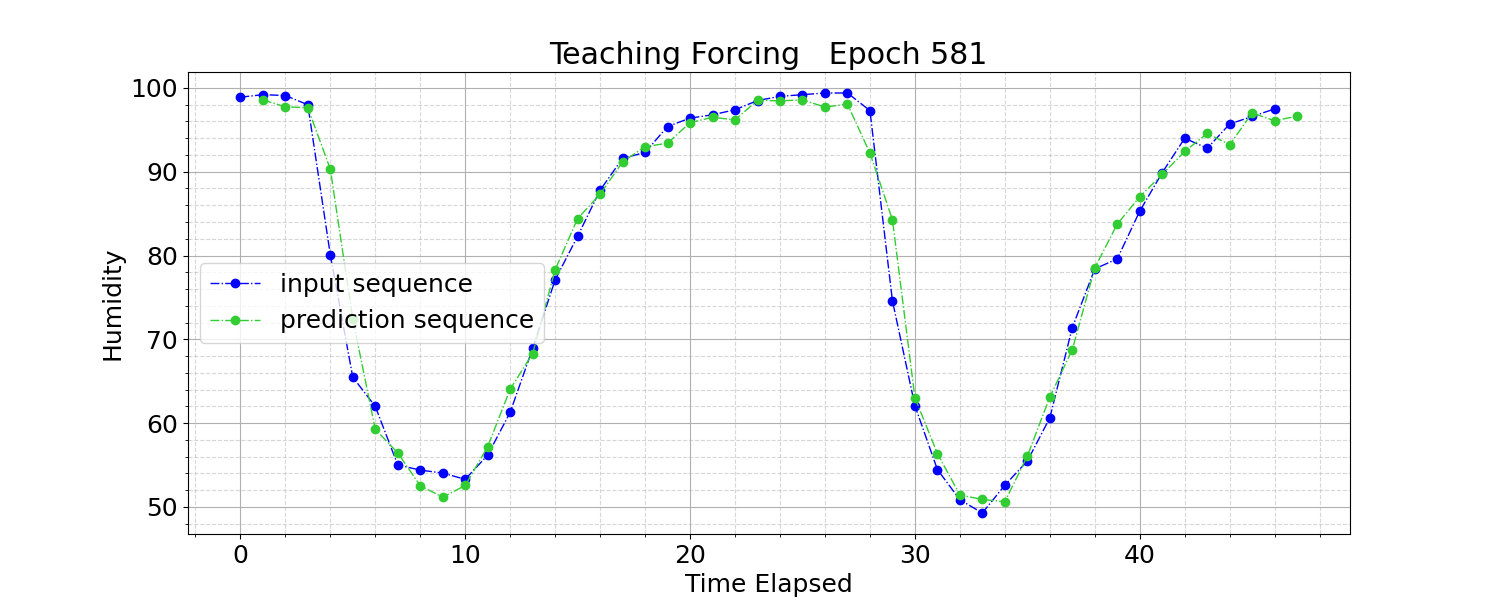 Teaching Forcing   Epoch 581
100
90
80
70
60
50
Humidity
input sequence
prediction sequence
0 10 20 30 40
Time Elapsed